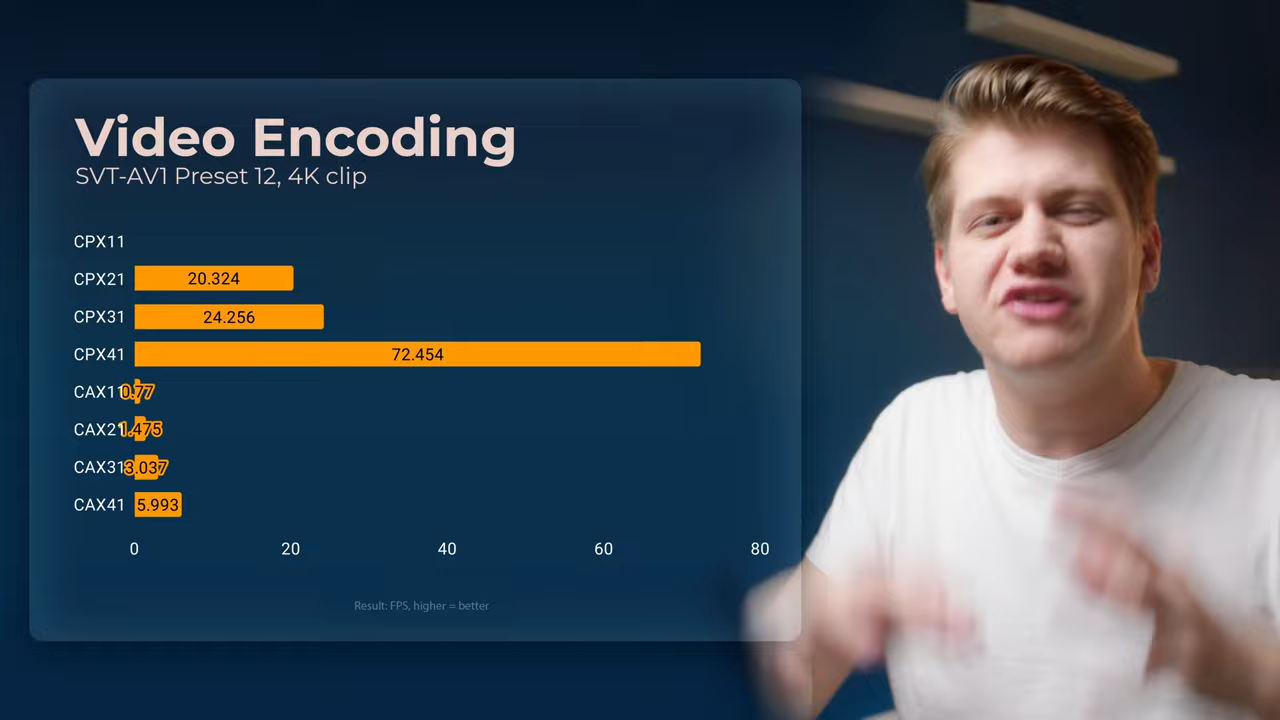 Video Encoding
SVT-AV1 Preset 12, 4K clip
CPX11
CPX21 20.324
CPX31 24.256
CPX41 72.454
CAX11 0.77
CAX21 1.475
CAX31 3.037
CAX41 5.993
0 20 40 60 80
Result: FPS, higher = better